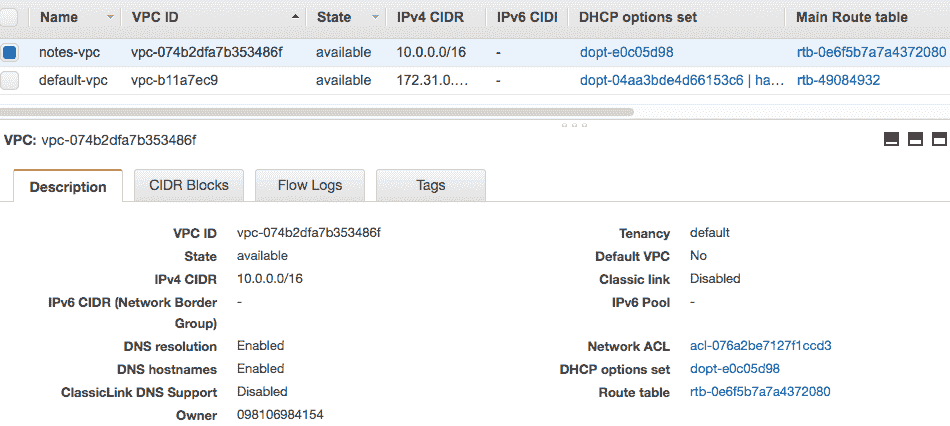 Name VPC ID State IPv4 CIDR IPv6 CIDI DHCP options set Main Route table
notes-vpc vpc-074b2dfa7b353486f available 10.0.0.0/16 - dopt-e0c05d98 rtb-0e6f5b7a7a4372080
default-vpc vpc-b11a7ec9 available 172.31.0.... - dopt-04aa3bde4d66153c6 | ha... rtb-49084932
VPC: vpc-074b2dfa7b353486f
Description CIDR Blocks Flow Logs Tags
VPC ID vpc-074b2dfa7b353486f Tenancy default
State available Default VPC No
IPv4 CIDR 10.0.0.0/16 Classic link Disabled
IPv6 CIDR (Network Border - IPv6 Pool -
Group)
DNS resolution Enabled Network ACL acl-076a2be7127f1ccd3
DNS hostnames Enabled DHCP options set dopt-e0c05d98
ClassicLink DNS Support Disabled Route table rtb-0e6f5b7a7a4372080
Owner 098106984154